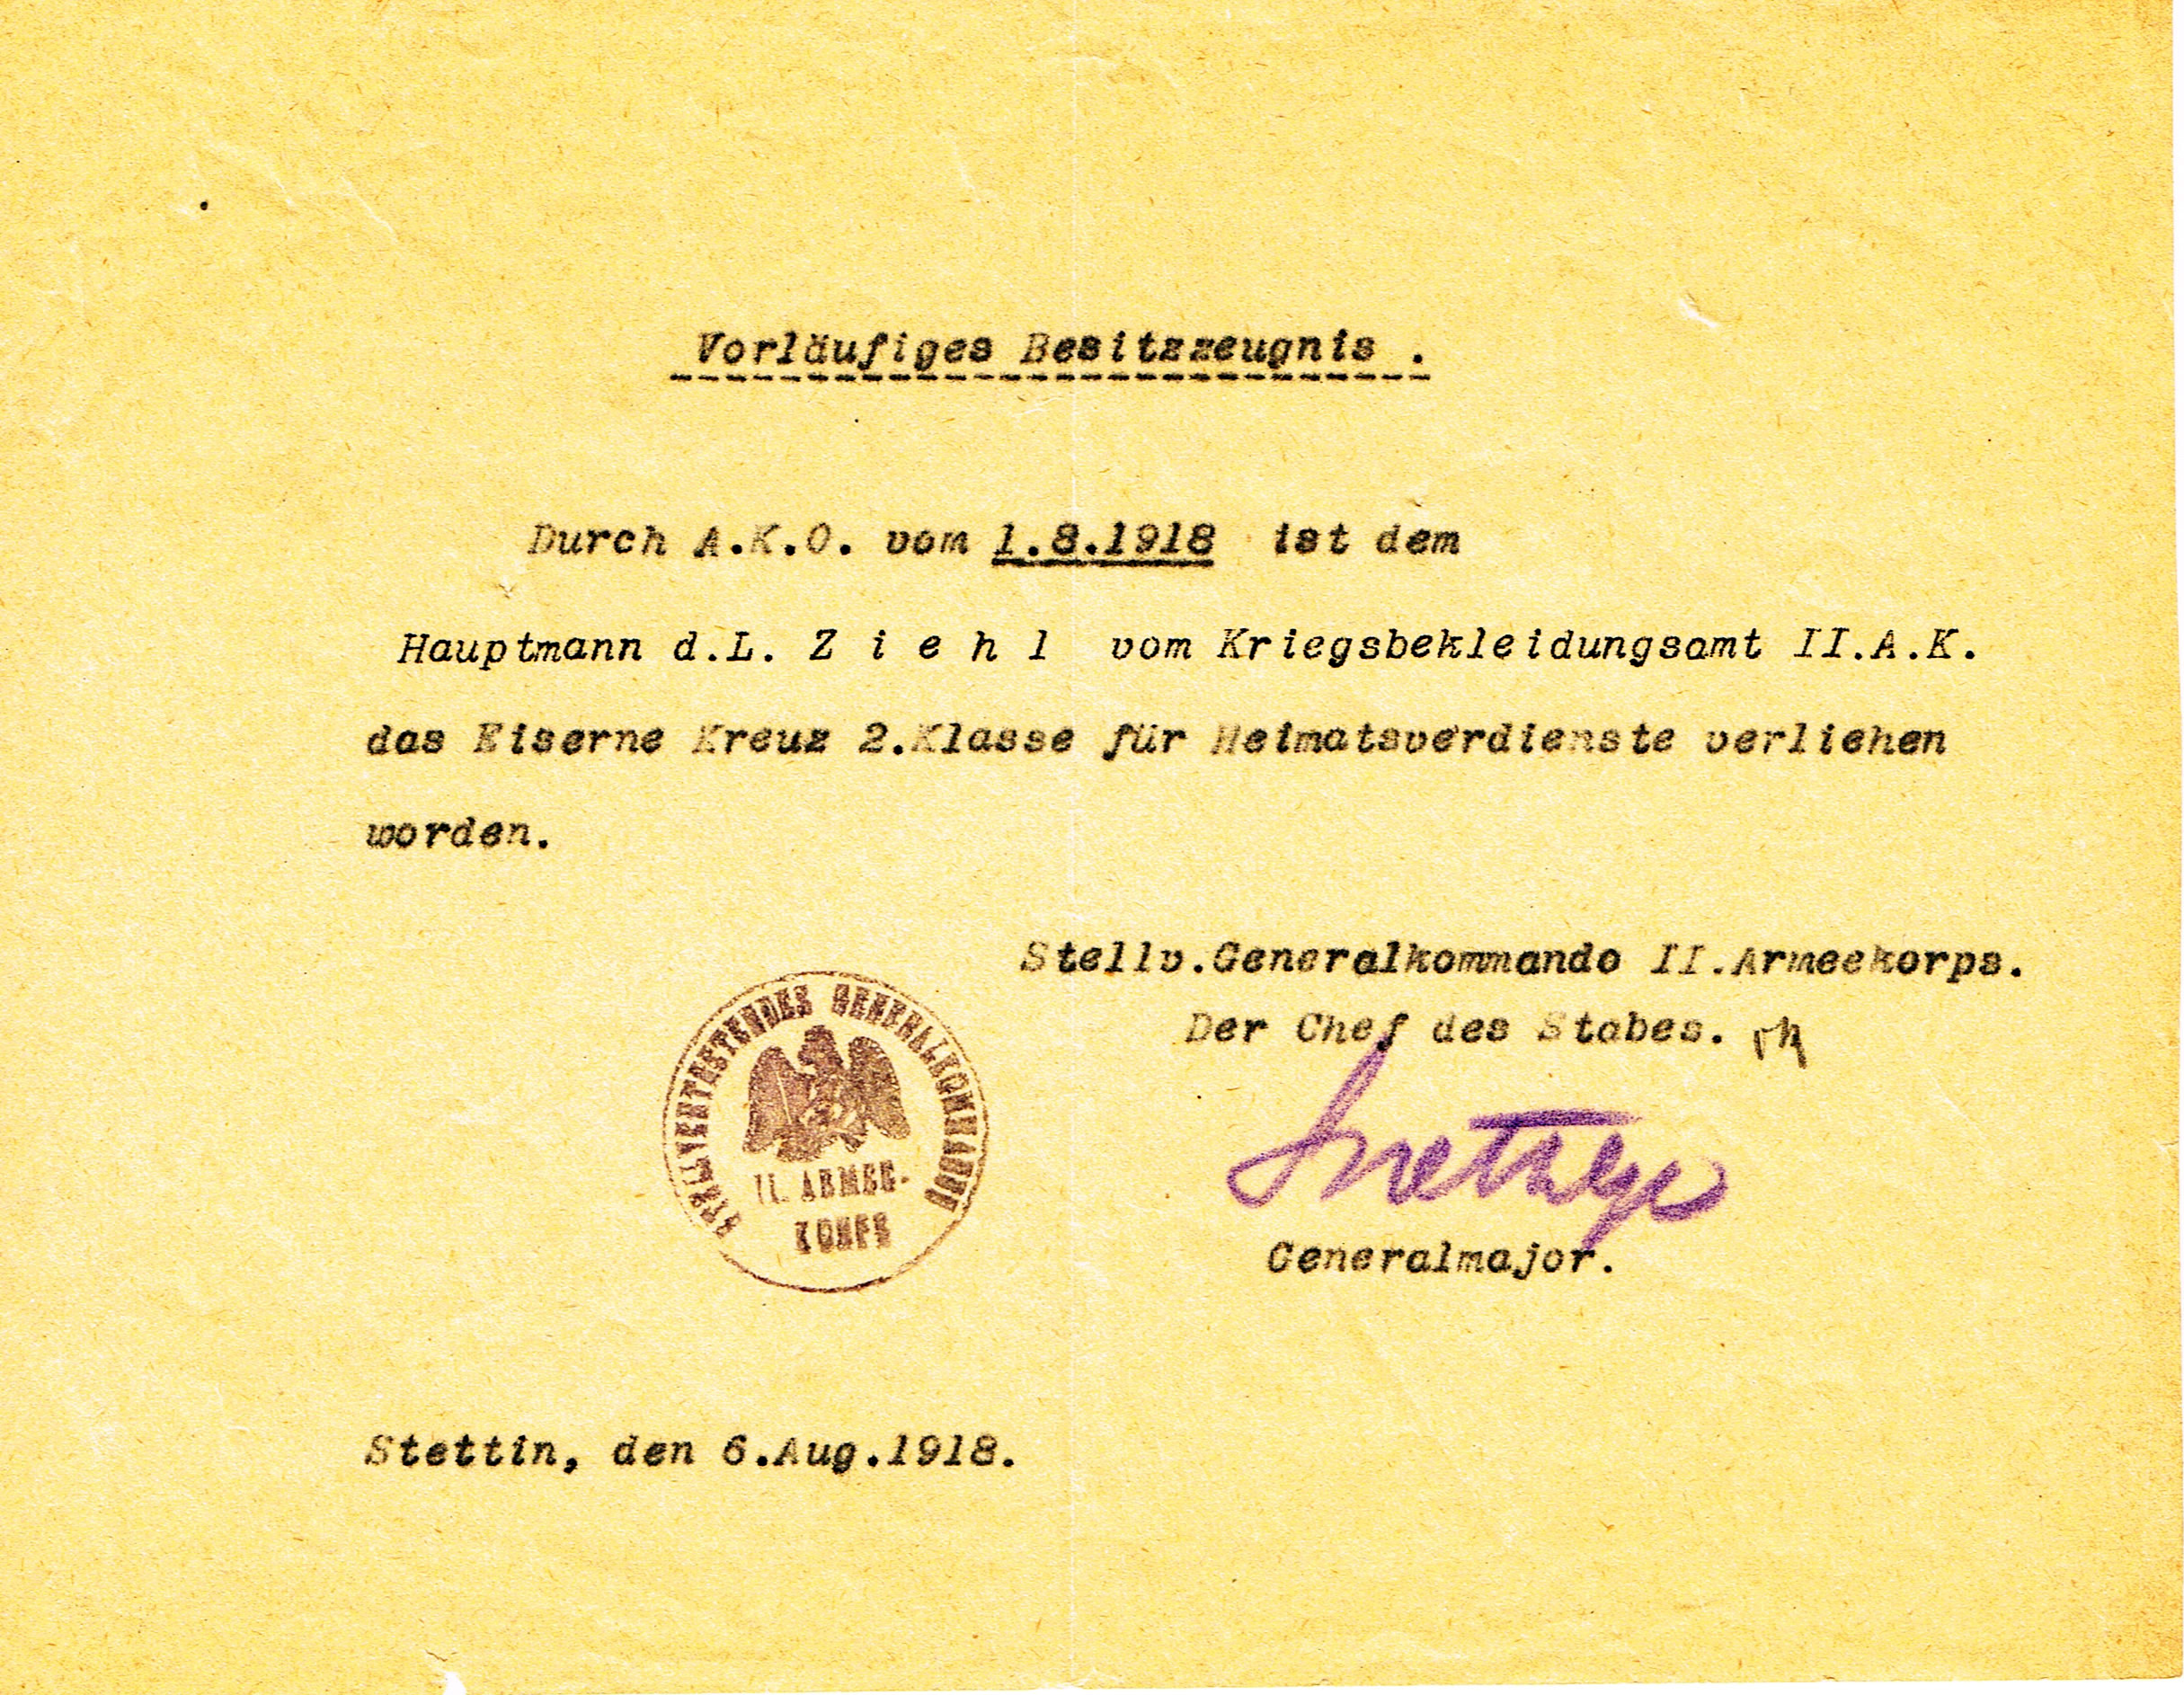 Vorläufiges Besitzzeugnis .
Durch A.K.O. vom 1.8.1918 ist dem
Hauptmann d.L. Z i e h l vom Kriegsbekleidungsamt II.A.K.
das Eiserne Kreuz 2.Klasse für Heimatsverdienste verliehen
worden.
Stellv.Generalkommando II.Armeekorps.
Der Chef des Stabes.
STELLVERTRETENDES GENERALKOMMANDO
II. ARMEE-
KORPS
Generalmajor.
Stettin, den 6.Aug.1918.